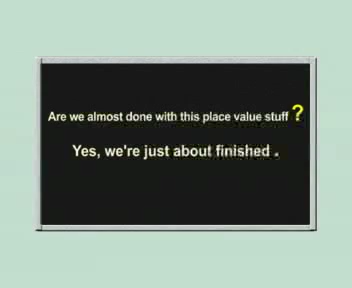 Are we almost done with this place value stuff ?
Yes, we're just about finished .